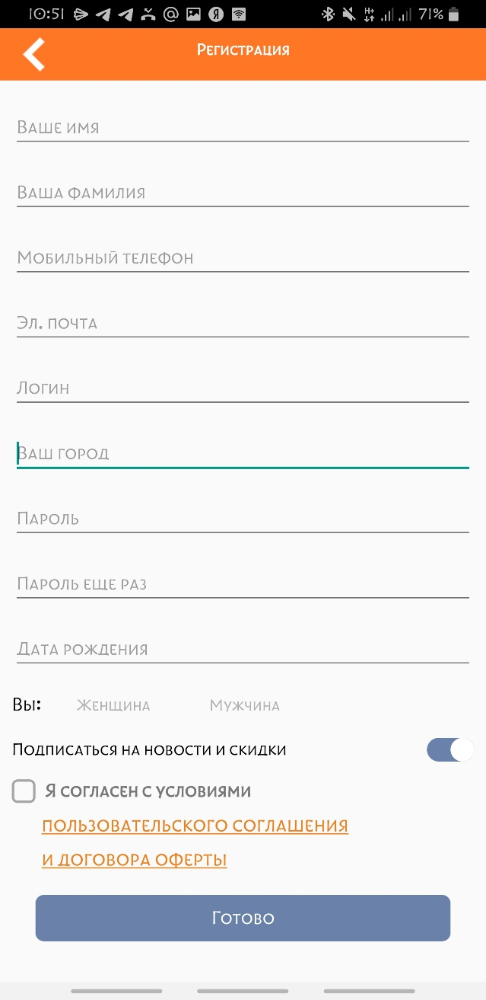 10:51 71%
Регистрация
Ваше имя
Ваша фамилия
Мобильный телефон
Эл. почта
Логин
Ваш город
Пароль
Пароль еще раз
Дата рождения
Вы: Женщина Мужчина
Подписаться на новости и скидки
Я согласен с условиями
пользовательского соглашения
и договора оферты
Готово